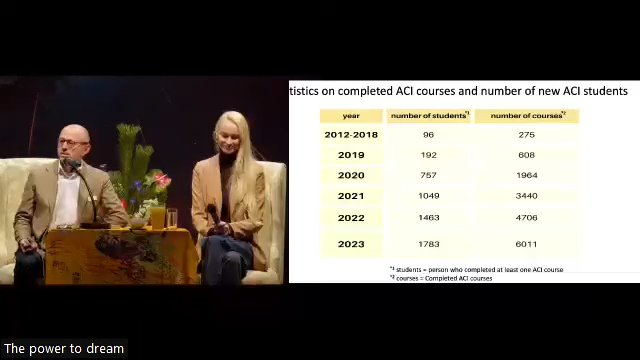 tistics on completed ACI courses and number of new ACI students
year number of students*1 number of courses*2
2012-2018 96 275
2019 192 608
2020 757 1964
2021 1049 3440
2022 1463 4706
2023 1783 6011
*1 students = person who completed at least one ACI course
*2 courses = Completed ACI courses
The power to dream